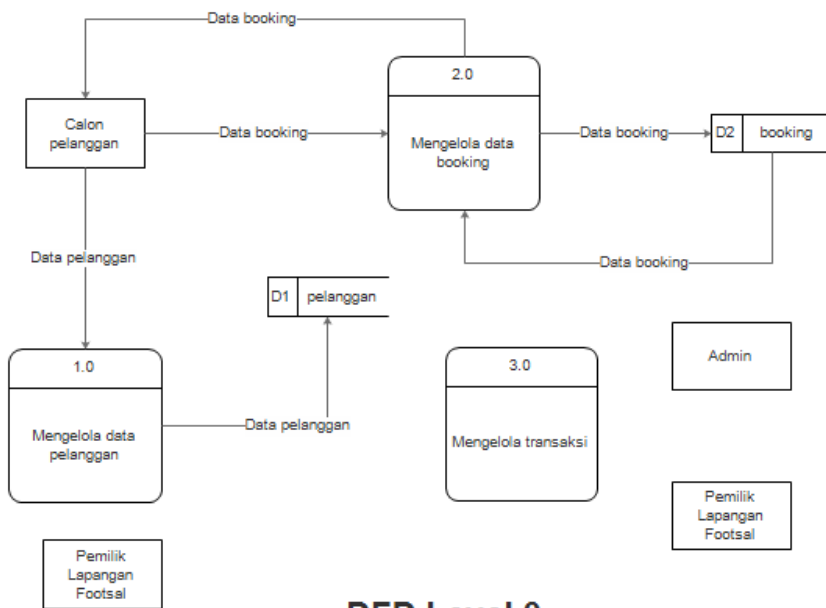 Data booking
2.0
Calon
pelanggan
Data booking
Mengelola data
booking
Data booking
D2
booking
Data pelanggan
Data booking
D1
pelanggan
1.0
3.0
Admin
Mengelola data
pelanggan
Data pelanggan
Mengelola transaksi
Pemilik
Lapangan
Footsal
Pemilik
Lapangan
Footsal